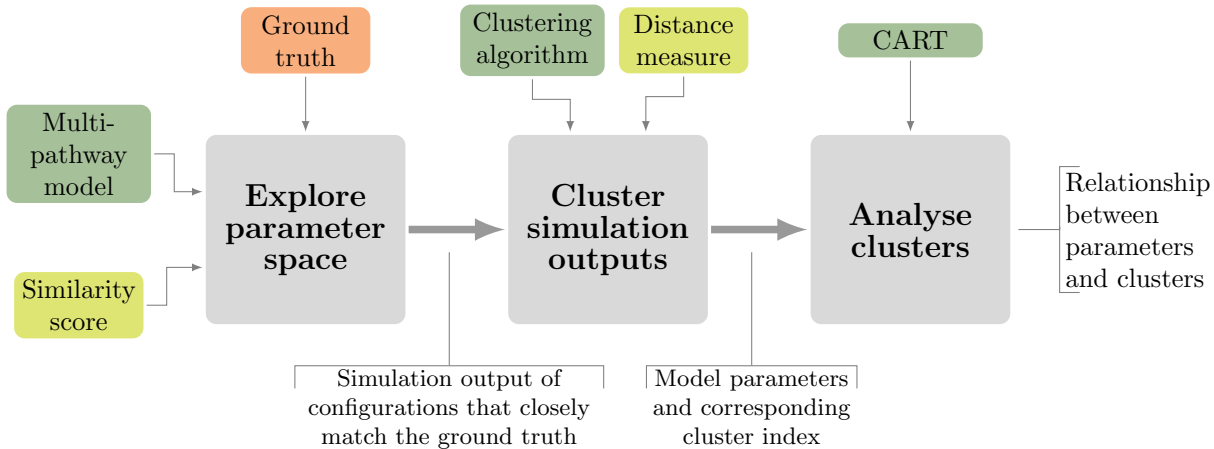 Ground
truth
Clustering
algorithm
Distance
measure
CART
Multi-
pathway
model
Similarity
score
Explore
parameter
space
Cluster
simulation
outputs
Analyse
clusters
Relationship
between
parameters
and clusters
Simulation output of
configurations that closely
match the ground truth
Model parameters
and corresponding
cluster index